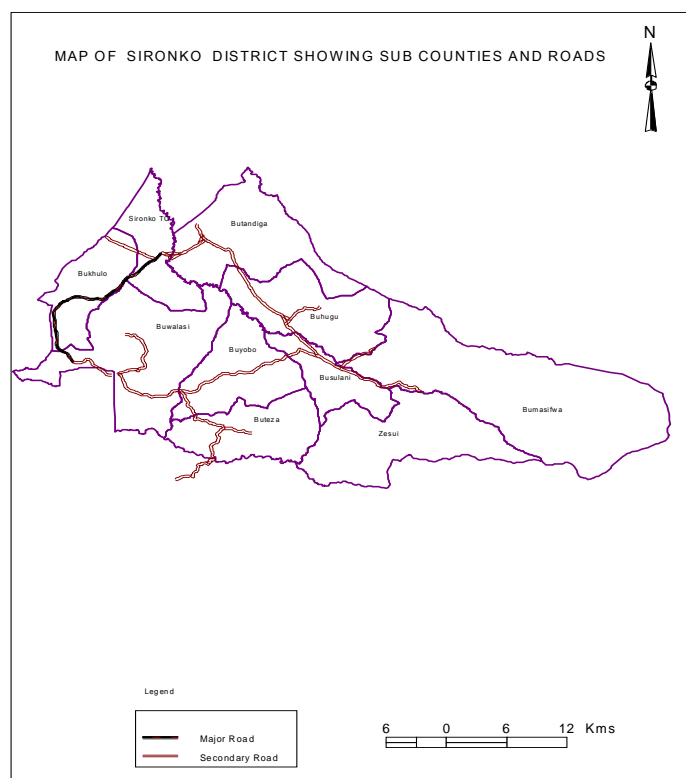 N
MAP OF SIRONKO DISTRICT SHOWING SUB COUNTIES AND ROADS
Sironko TC
Butandiga
Bukhulo
Buhugu
Buwalasi
Buyobo
Busulani
Bumasifwa
Buteza
Zesui
Legend
Major Road
Secondary Road
6 0 6 12 Kms